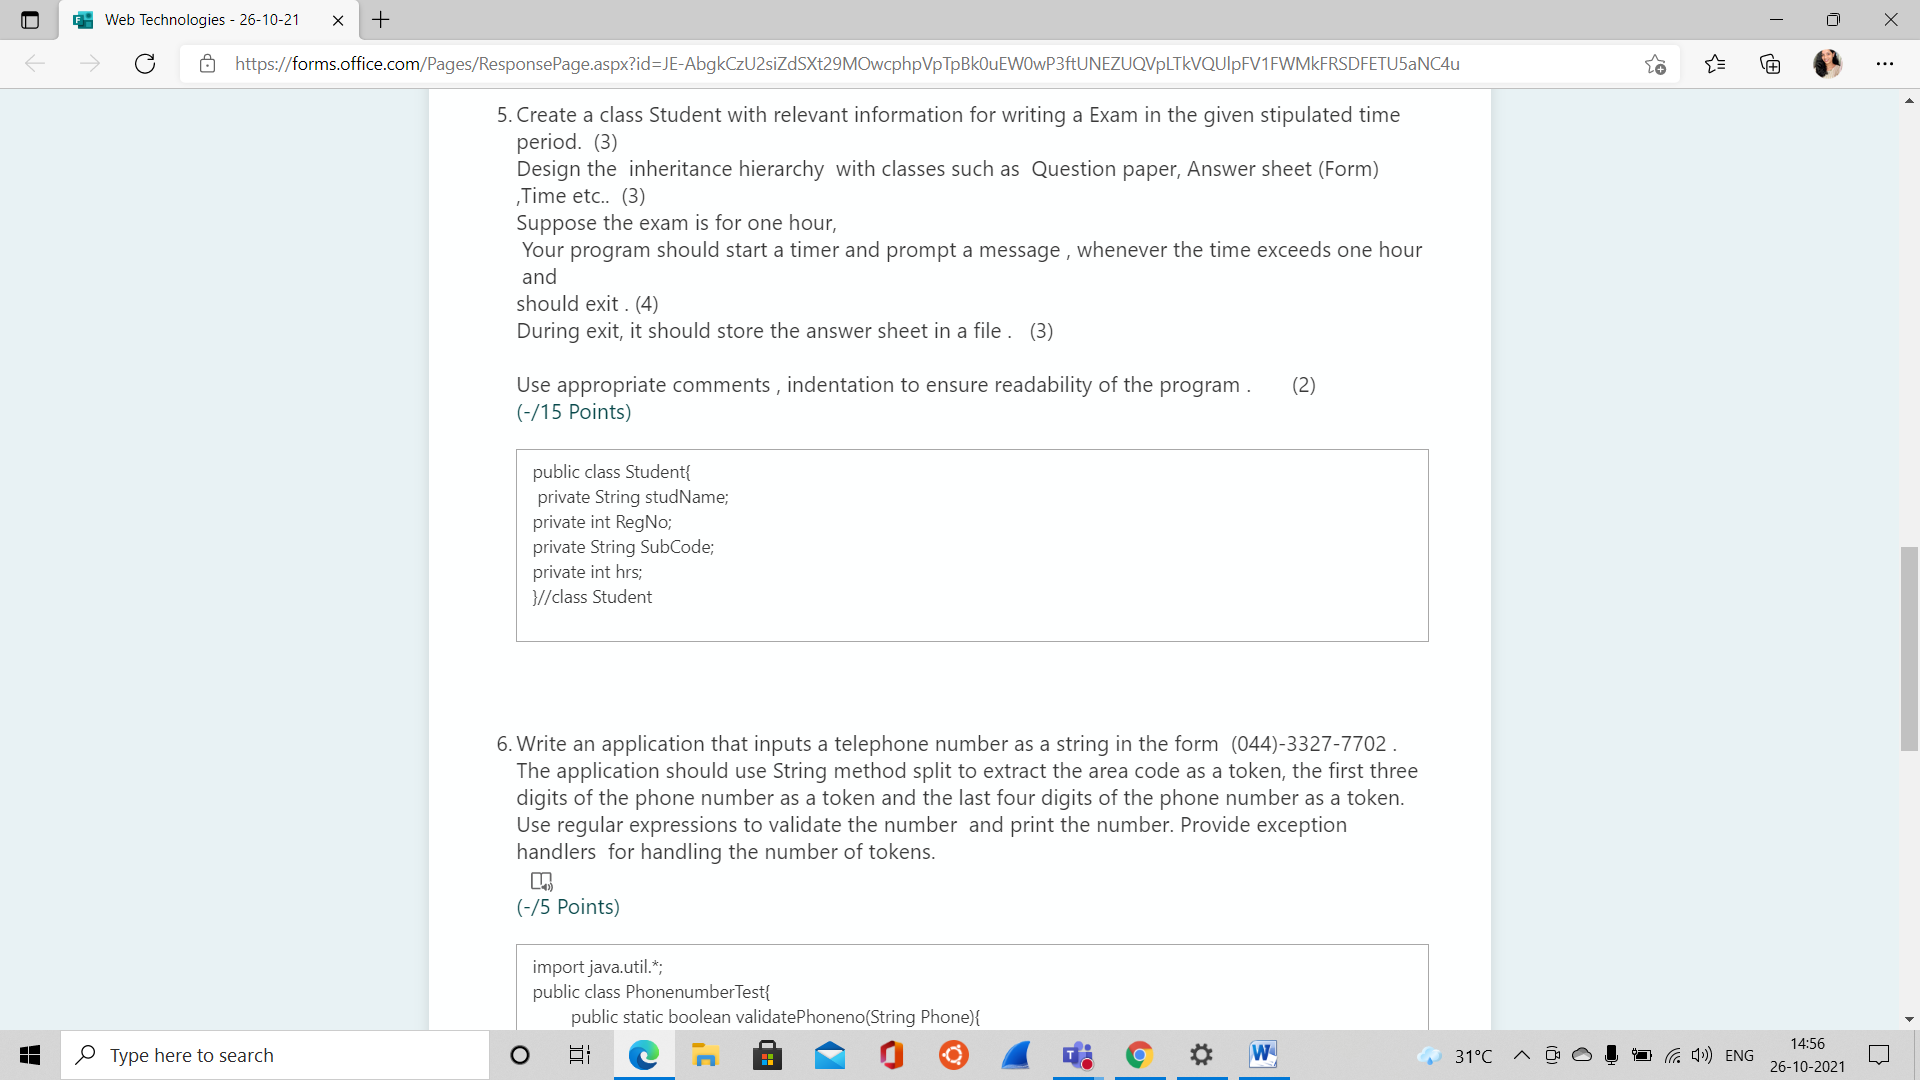 Web Technologies - 26-10-21
https://forms.office.com/Pages/ResponsePage.aspx?id=JE-AbgkCzU2siZdSXt29MOwcphpVpTpBk0uEW0wP3ftUNEZUQVpLTkVQUlpFV1FWMkFRSDFETU5aNC4u
5. Create a class Student with relevant information for writing a Exam in the given stipulated time
period.  (3)
Design the  inheritance hierarchy  with classes such as  Question paper, Answer sheet (Form)
,Time etc..  (3)
Suppose the exam is for one hour,
Your program should start a timer and prompt a message , whenever the time exceeds one hour
and
should exit . (4)
During exit, it should store the answer sheet in a file .   (3)
Use appropriate comments , indentation to ensure readability of the program .       (2)
(-/15 Points)
public class Student{
private String studName;
private int RegNo;
private String SubCode;
private int hrs;
}//class Student
6. Write an application that inputs a telephone number as a string in the form  (044)-3327-7702 .
The application should use String method split to extract the area code as a token, the first three
digits of the phone number as a token and the last four digits of the phone number as a token.
Use regular expressions to validate the number  and print the number. Provide exception
handlers  for handling the number of tokens.
(-/5 Points)
import java.util.*;
public class PhonenumberTest{
public static boolean validatePhoneno(String Phone){
Type here to search
31°C
ENG
14:56
26-10-2021